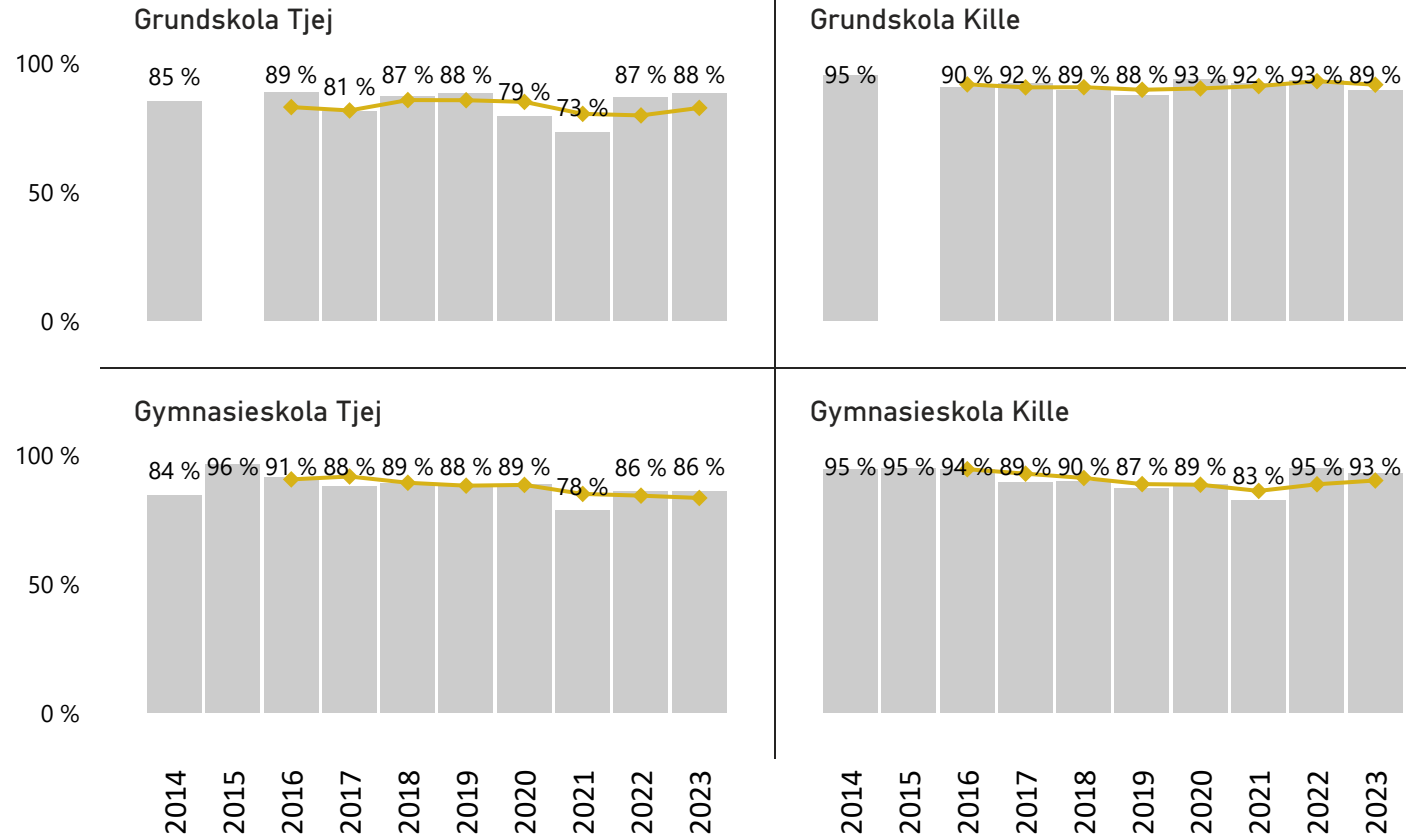 Grundskola Tjej
Grundskola Kille
100 %
85 % 89 % 81 % 87 % 88 % 79 % 73 % 87 % 88 %
95 % 90 % 92 % 89 % 88 % 93 % 92 % 93 % 89 %
50 %
0 %
Gymnasieskola Tjej
Gymnasieskola Kille
100 %
84 % 96 % 91 % 88 % 89 % 88 % 89 % 78 % 86 % 86 %
95 % 95 % 94 % 89 % 90 % 87 % 89 % 83 % 95 % 93 %
50 %
0 %
2014 2015 2016 2017 2018 2019 2020 2021 2022 2023
2014 2015 2016 2017 2018 2019 2020 2021 2022 2023